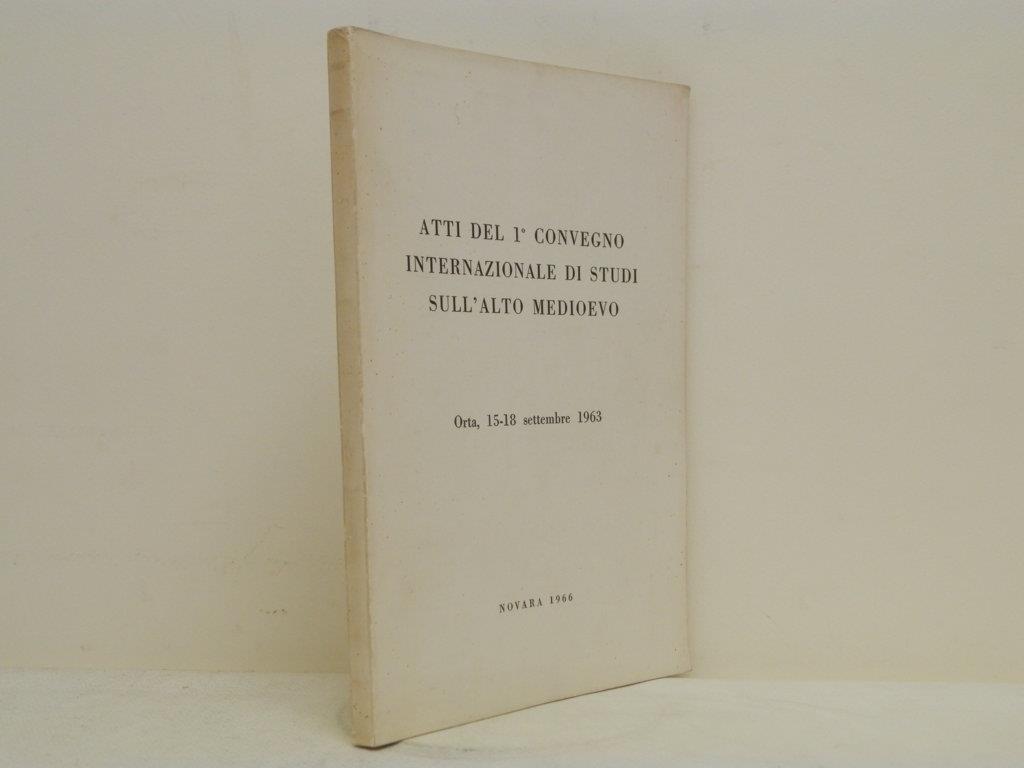 ATTI DEL 1° CONVEGNO
INTERNAZIONALE DI STUDI
SULL'ALTO MEDIOEVO
Orta, 15-18 settembre 1963
NOVARA 1966